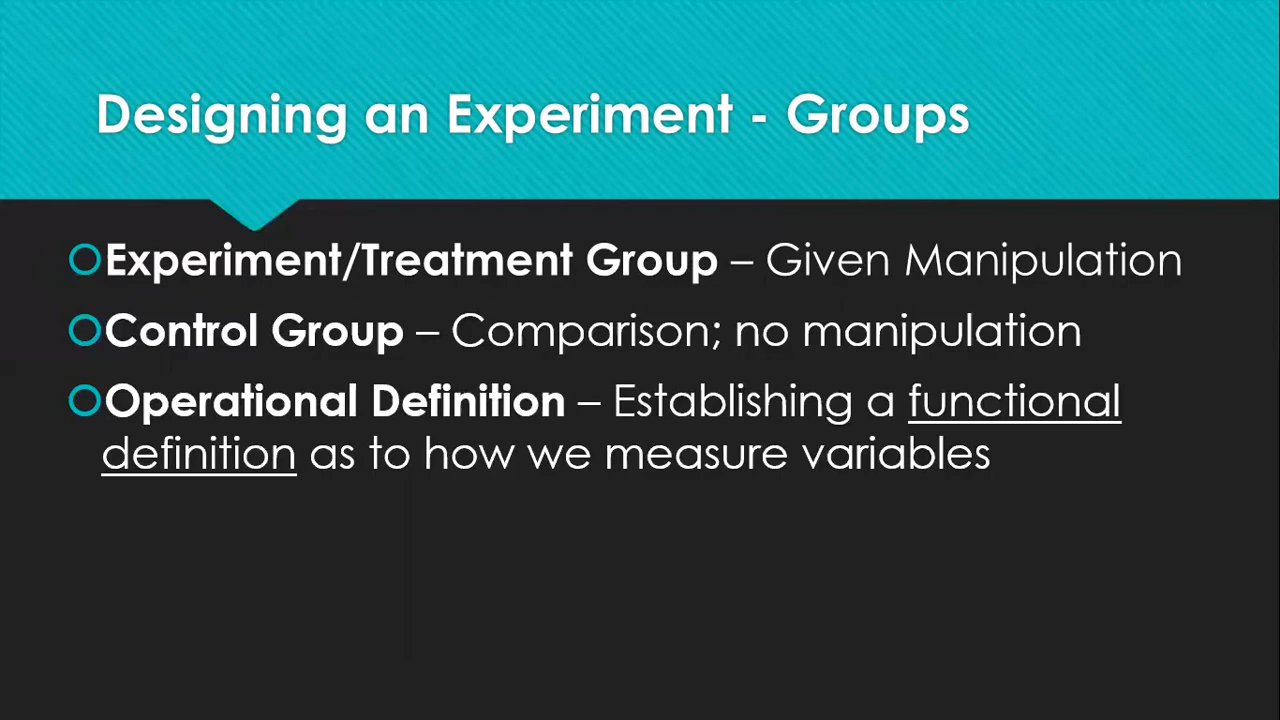 Designing an Experiment - Groups
Experiment/Treatment Group – Given Manipulation
Control Group – Comparison; no manipulation
Operational Definition – Establishing a functional
definition as to how we measure variables